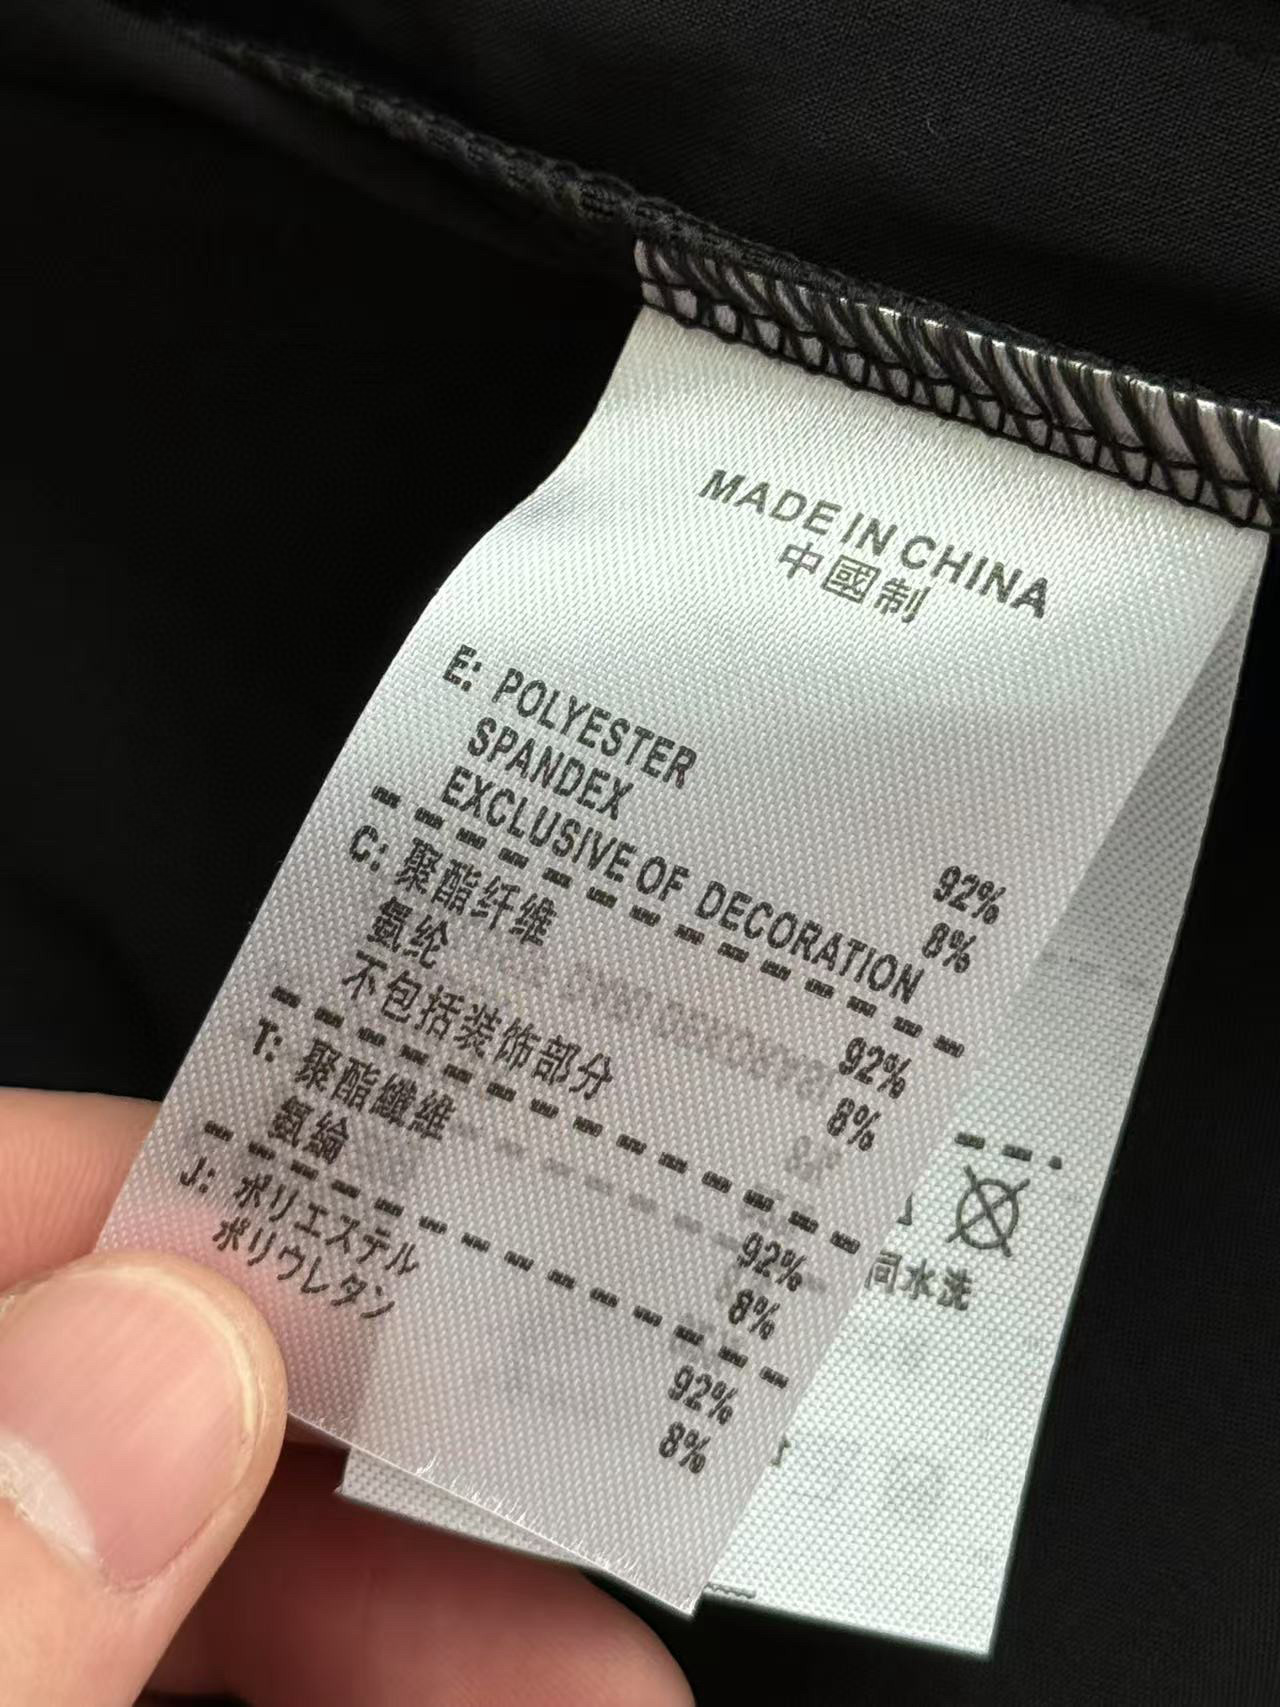 MADE IN CHINA
中國制
E: POLYESTER 92%
SPANDEX 8%
EXCLUSIVE OF DECORATION
C: 聚酯纤维 92%
氨纶 8%
不包括装饰部分
T: 聚酯纖維 92%
氨綸 8%
J: ポリエステル 92%
ポリウレタン 8%
同水洗